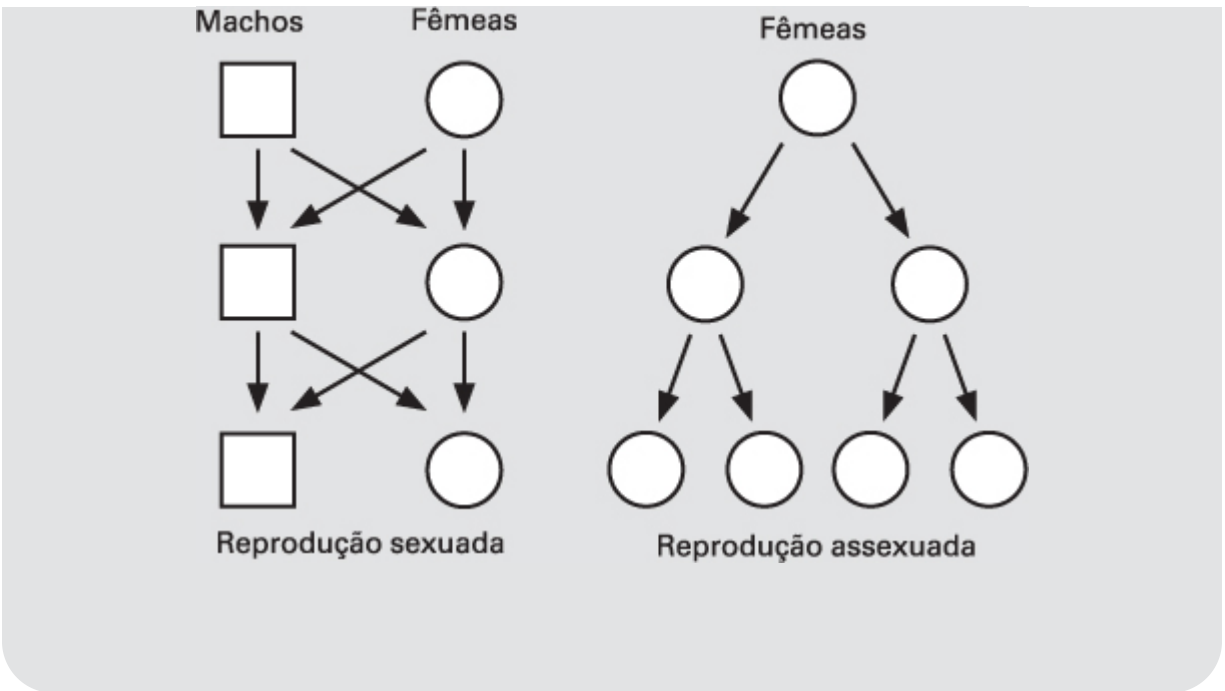 Machos
Fêmeas
Fêmeas
Reprodução sexuada
Reprodução assexuada